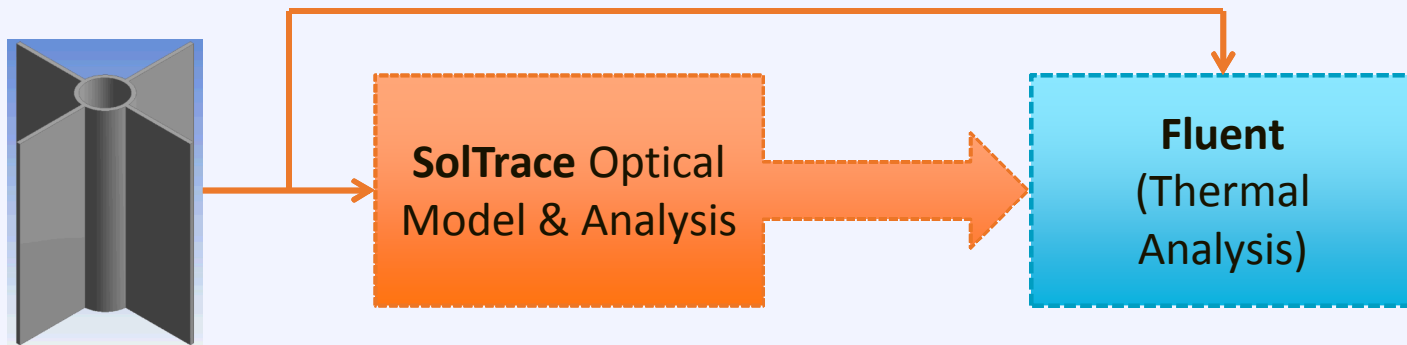 SolTrace Optical
Model & Analysis
Fluent
(Thermal
Analysis)